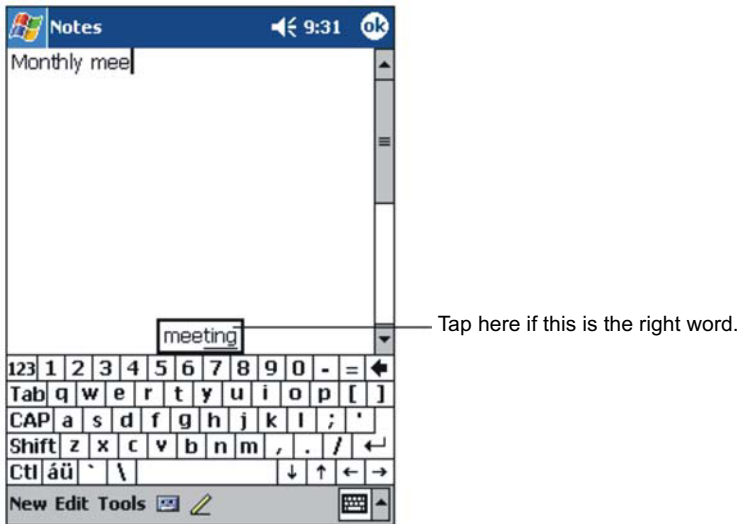 Notes 9:31 ok
Monthly mee
meeting
Tap here if this is the right word.
123 1 2 3 4 5 6 7 8 9 0 - =
Tab q w e r t y u i o p [ ]
CAP a s d f g h j k l ; '
Shift z x c v b n m , . /
Ctl áü ` \ ↓ ↑ ← →
New Edit Tools